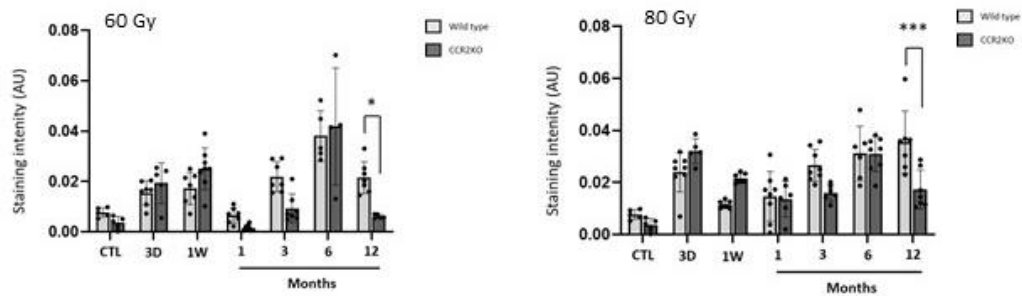 60 Gy
Wild type
CCR2KO
Staining intenity (AU)
0.08
0.06
0.04
0.02
0.00
*
CTL 3D 1W 1 3 6 12
Months
80 Gy
Wild type
CCR2KO
Staining intenity (AU)
0.08
0.06
0.04
0.02
0.00
***
CTL 3D 1W 1 3 6 12
Months